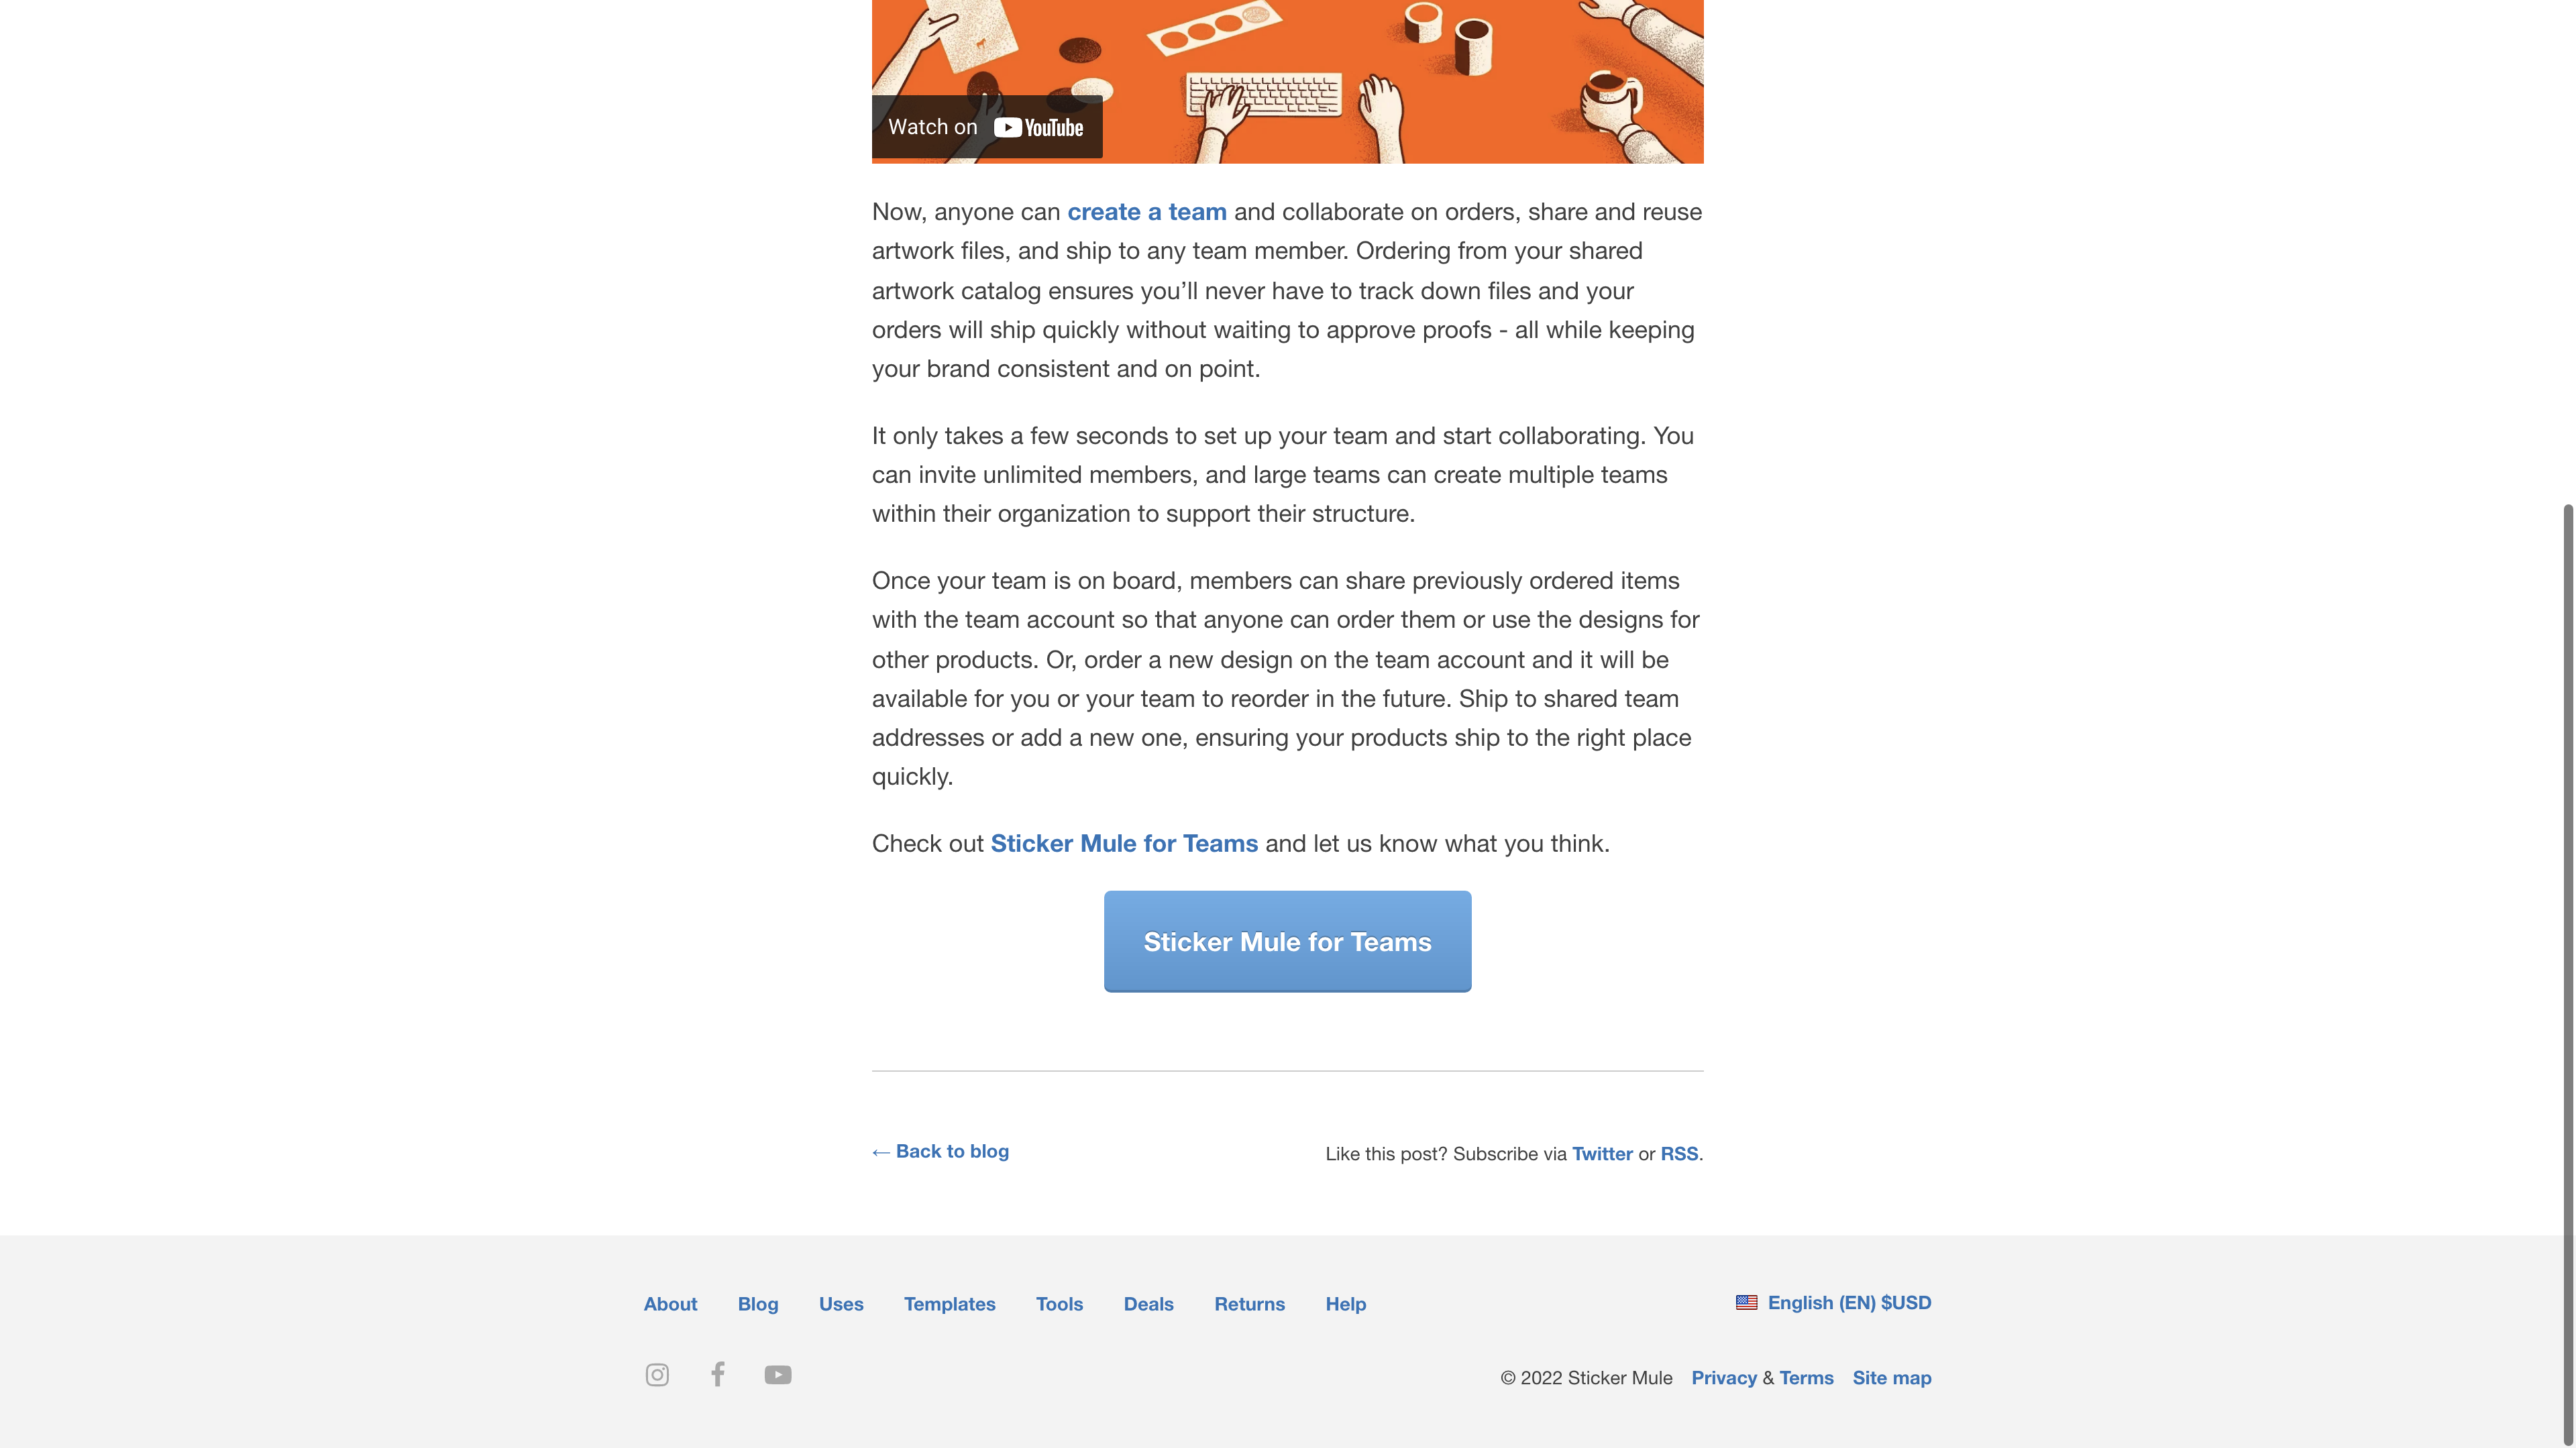 Watch on YouTube
Now, anyone can create a team and collaborate on orders, share and reuse
artwork files, and ship to any team member. Ordering from your shared
artwork catalog ensures you’ll never have to track down files and your
orders will ship quickly without waiting to approve proofs - all while keeping
your brand consistent and on point.
It only takes a few seconds to set up your team and start collaborating. You
can invite unlimited members, and large teams can create multiple teams
within their organization to support their structure.
Once your team is on board, members can share previously ordered items
with the team account so that anyone can order them or use the designs for
other products. Or, order a new design on the team account and it will be
available for you or your team to reorder in the future. Ship to shared team
addresses or add a new one, ensuring your products ship to the right place
quickly.
Check out Sticker Mule for Teams and let us know what you think.
Sticker Mule for Teams
← Back to blog
Like this post? Subscribe via Twitter or RSS.
About Blog Uses Templates Tools Deals Returns Help
English (EN) $USD
© 2022 Sticker Mule Privacy & Terms Site map